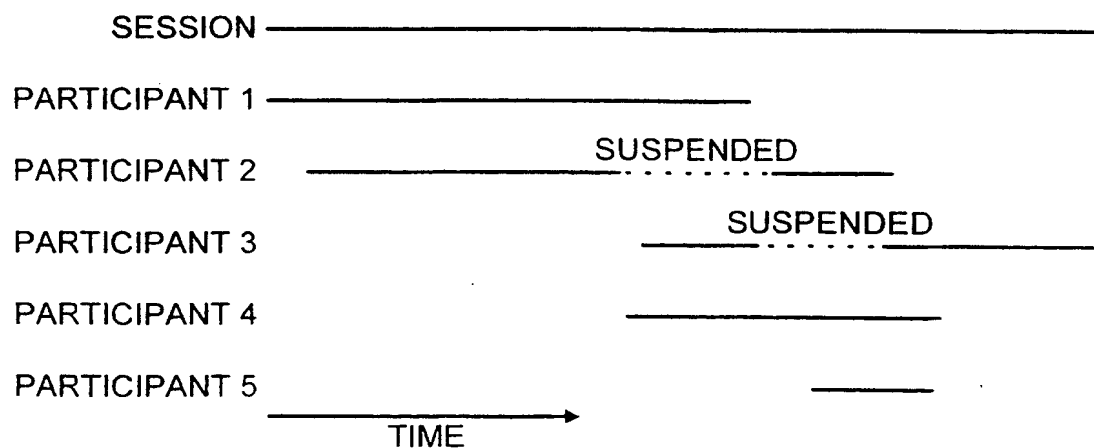 SESSION
PARTICIPANT 1
SUSPENDED
PARTICIPANT 2
SUSPENDED
PARTICIPANT 3
PARTICIPANT 4
PARTICIPANT 5
TIME